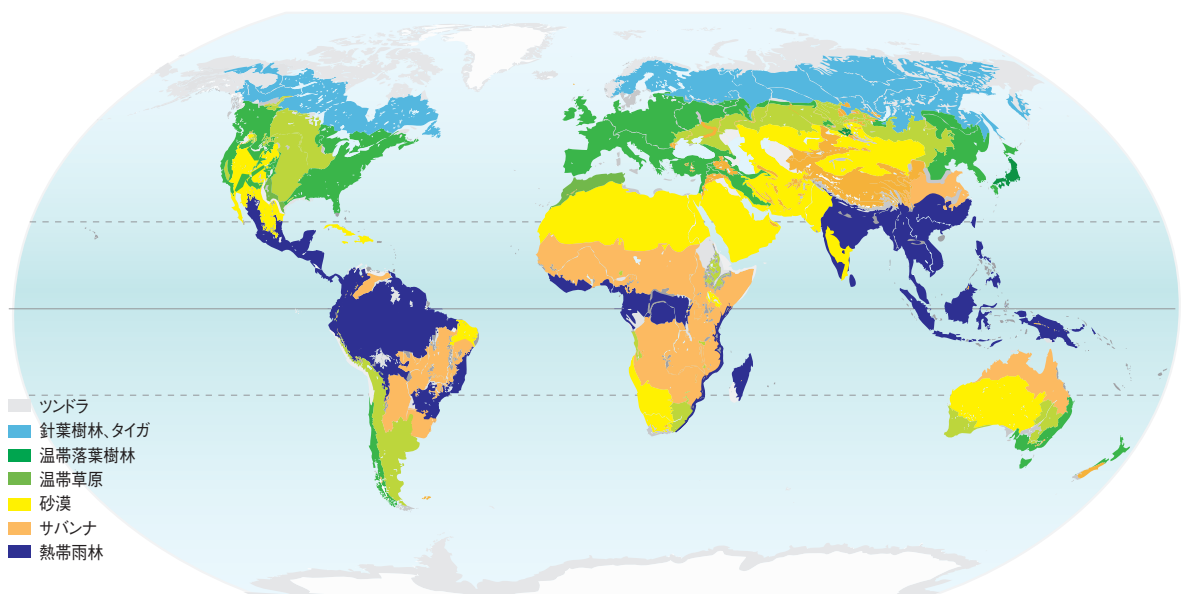 ツンドラ
針葉樹林、タイガ
温帯落葉樹林
温帯草原
砂漠
サバンナ
熱帯雨林